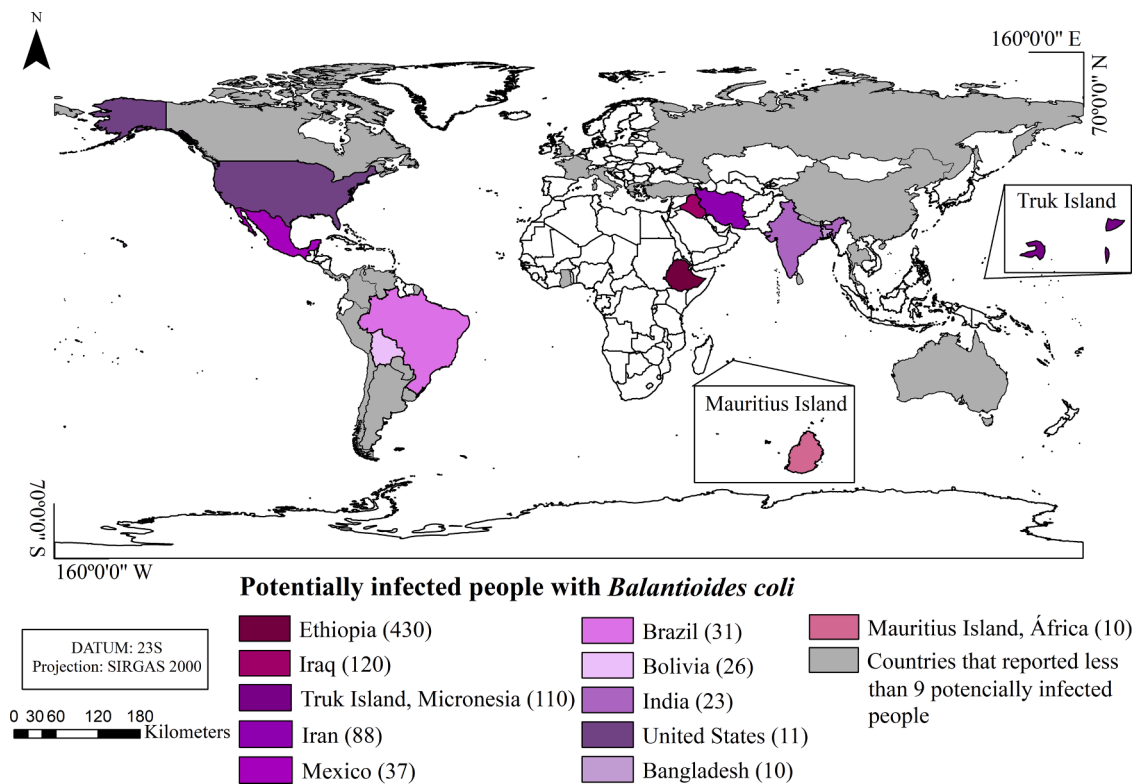 N
160º0'0" E
70º0'0" N
Truk Island
Mauritius Island
70º0'0" S
160º0'0" W
Potentially infected people with Balantioides coli
DATUM: 23S
Projection: SIRGAS 2000
0 30 60 120 180
Kilometers
Ethiopia (430)
Iraq (120)
Truk Island, Micronesia (110)
Iran (88)
Mexico (37)
Brazil (31)
Bolivia (26)
India (23)
United States (11)
Bangladesh (10)
Mauritius Island, África (10)
Countries that reported less
than 9 potencially infected
people